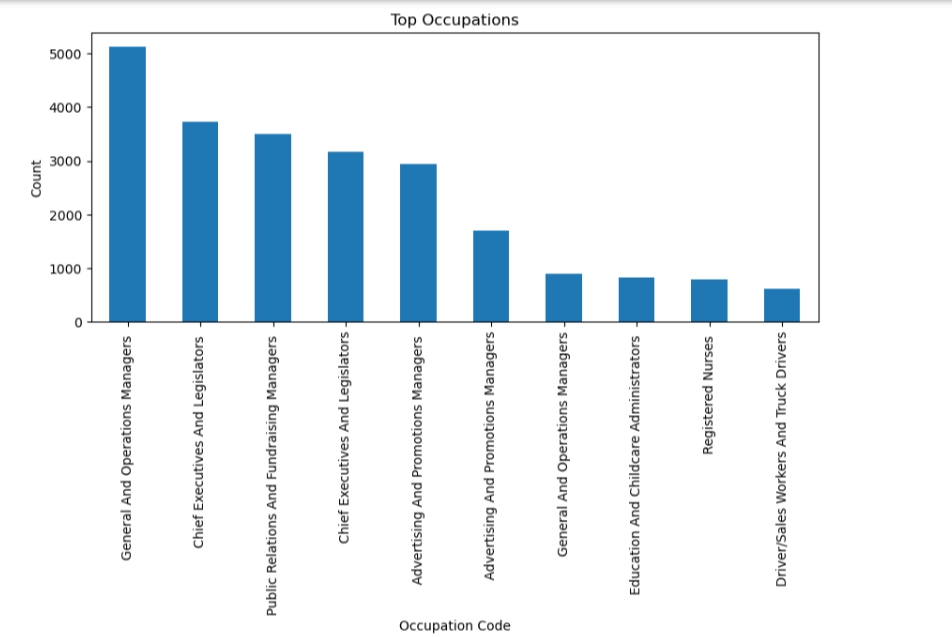 Top Occupations
5000
4000
3000
2000
1000
0
Count
General And Operations Managers
Chief Executives And Legislators
Public Relations And Fundraising Managers
Chief Executives And Legislators
Advertising And Promotions Managers
Advertising And Promotions Managers
General And Operations Managers
Education And Childcare Administrators
Registered Nurses
Driver/Sales Workers And Truck Drivers
Occupation Code